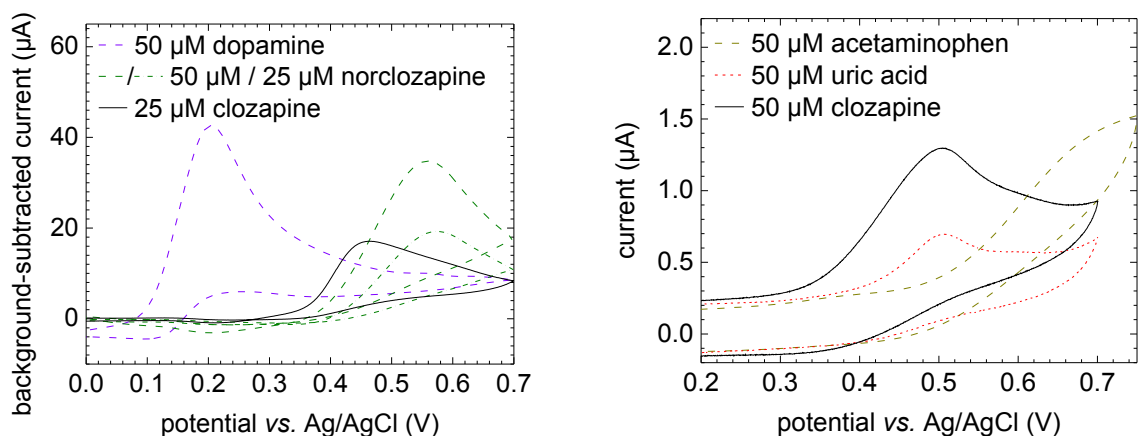 background-subtracted current (µA)
60
40
20
0
50 µM dopamine
/ 50 µM / 25 µM norclozapine
25 µM clozapine
0.0 0.1 0.2 0.3 0.4 0.5 0.6 0.7
potential vs. Ag/AgCl (V)
current (µA)
2.0
1.5
1.0
0.5
0.0
50 µM acetaminophen
50 µM uric acid
50 µM clozapine
0.2 0.3 0.4 0.5 0.6 0.7
potential vs. Ag/AgCl (V)